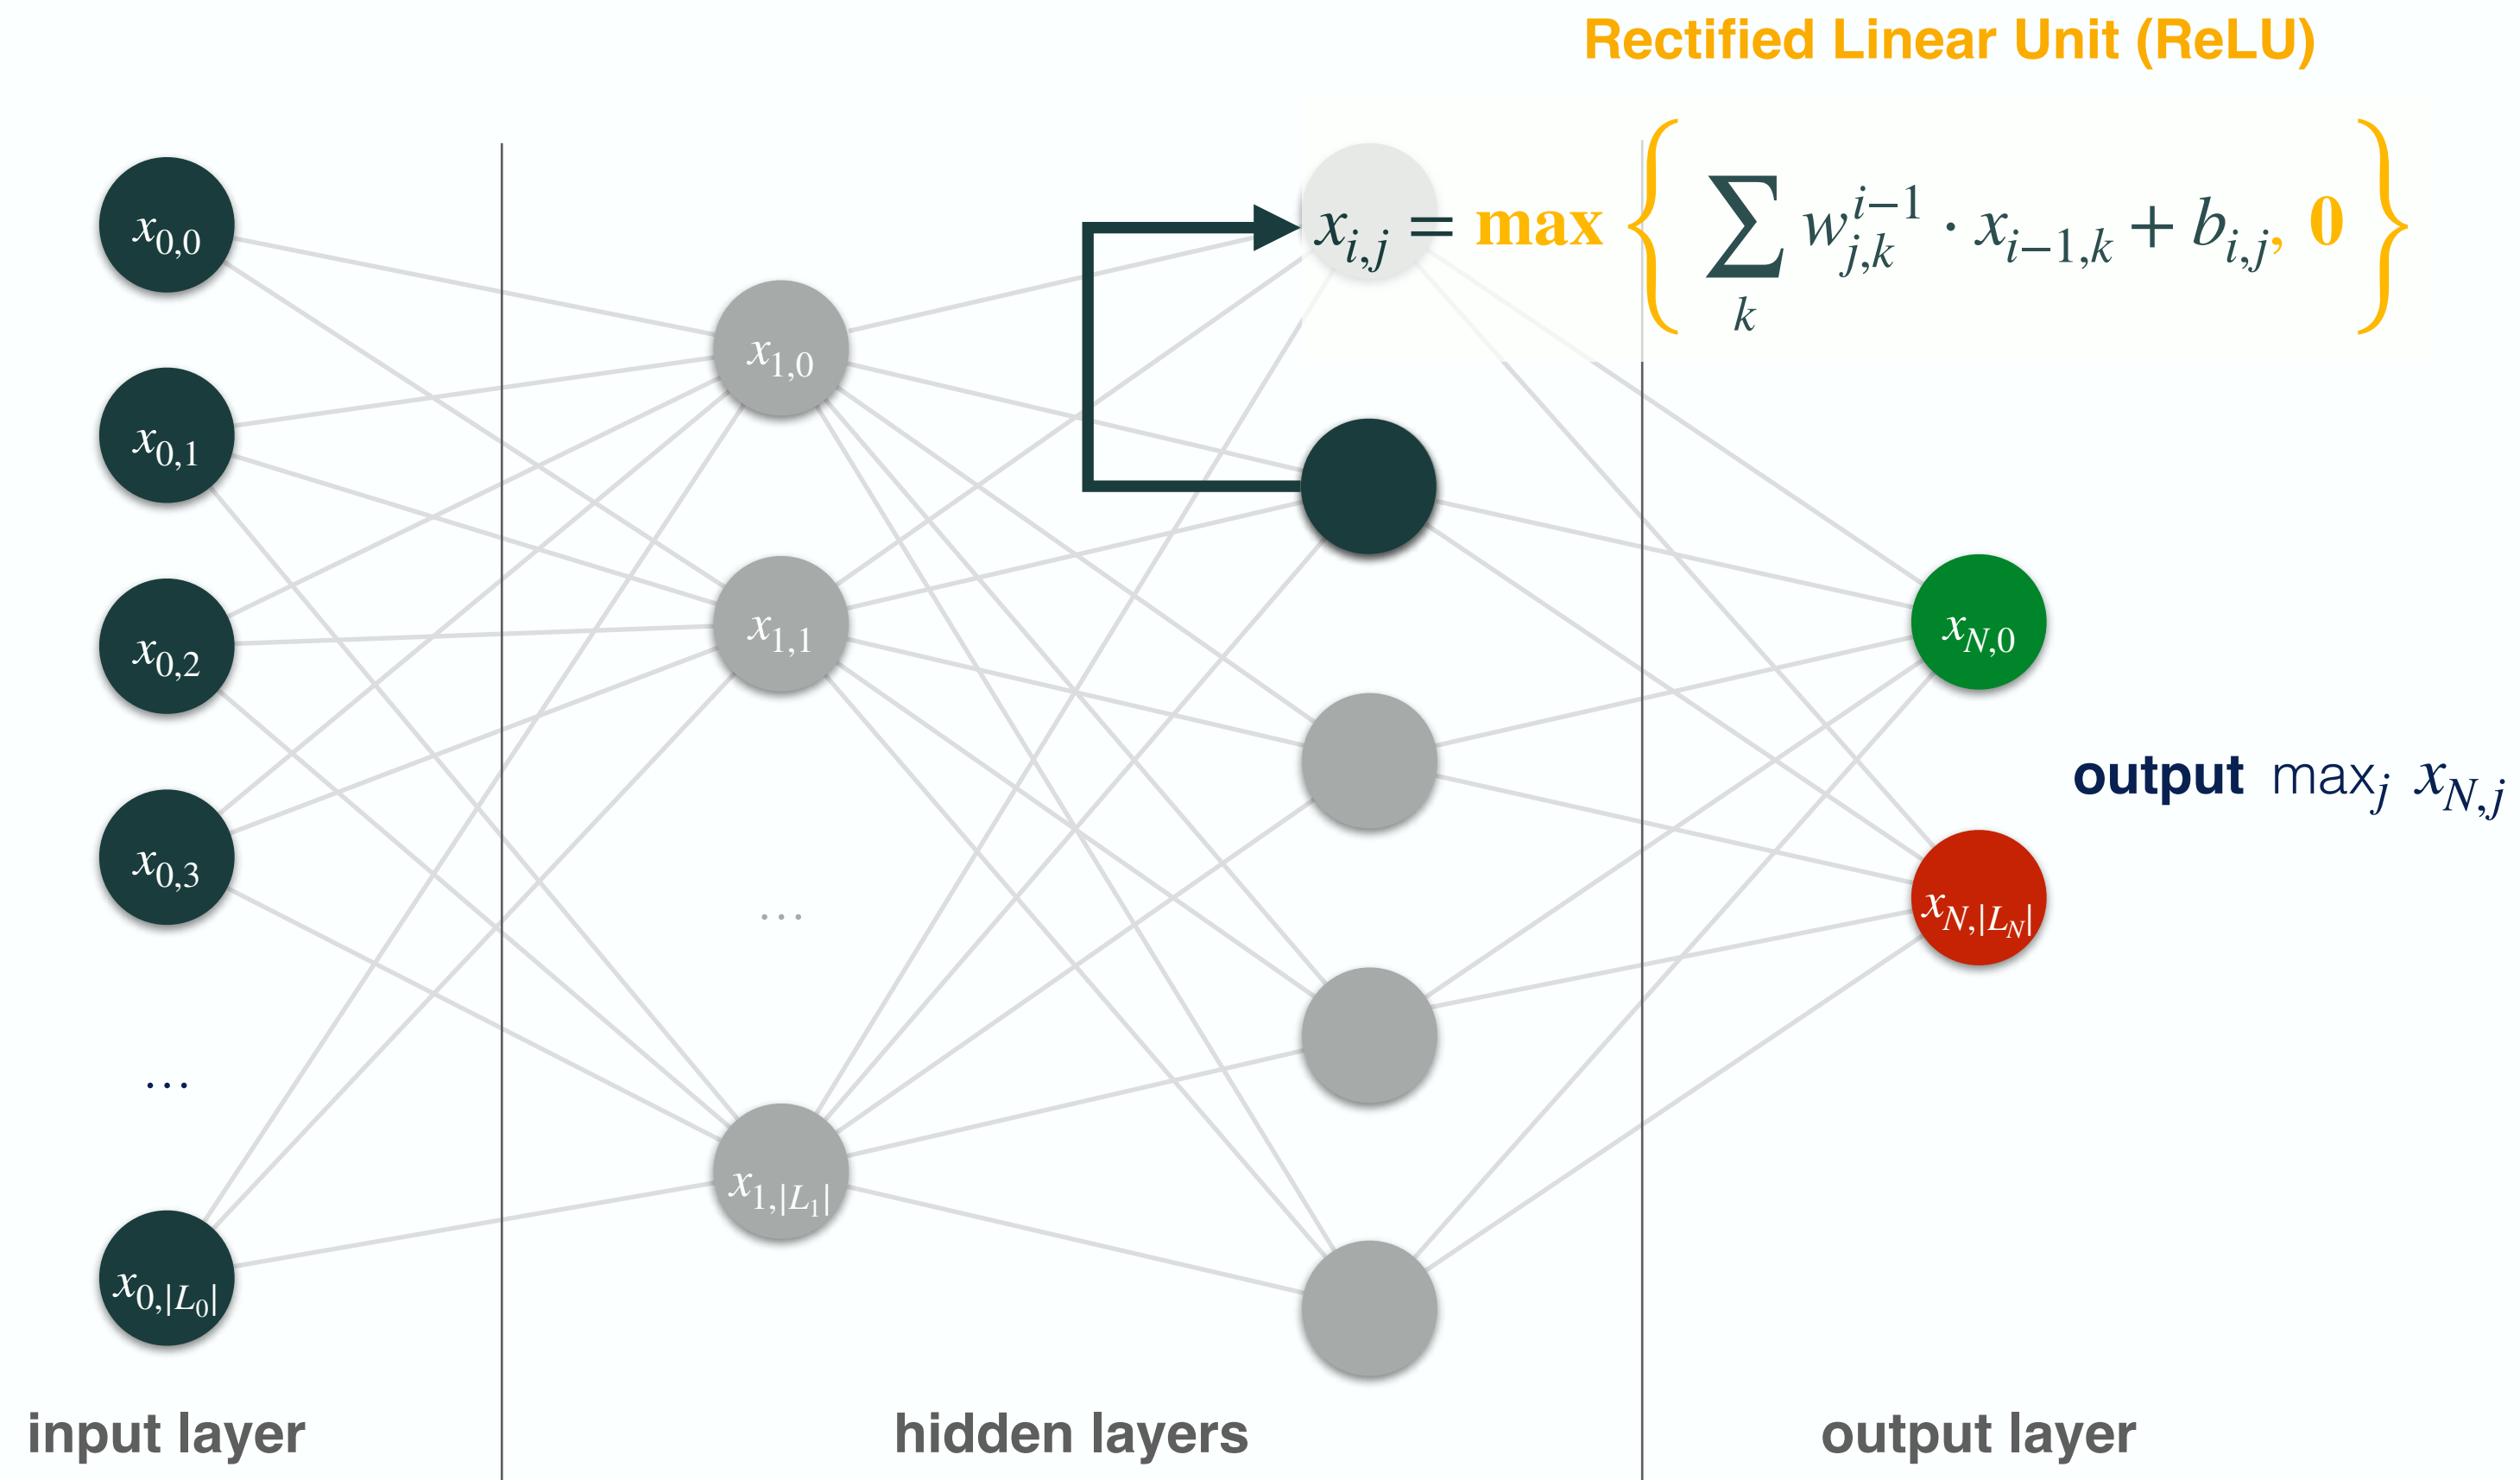 Rectified Linear Unit (ReLU)
x_{i,j} = max { ∑_k w_{j,k}^{i−1} · x_{i−1,k} + b_{i,j}, 0 }
x_{0,0}
x_{0,1}
x_{0,2}
x_{0,3}
...
x_{0,|L_0|}
x_{1,0}
x_{1,1}
...
x_{1,|L_1|}
x_{N,0}
x_{N,|L_N|}
output max_j x_{N,j}
input layer
hidden layers
output layer